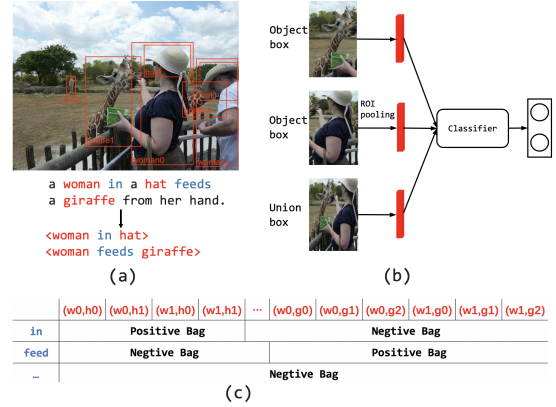 giraffe1
woman0
a woman in a hat feeds
a giraffe from her hand.
<woman in hat>
<woman feeds giraffe>
(a)
Object
box
Object
box
ROI
pooling
Classifier
Union
box
(b)
(w0,h0) (w0,h1) (w1,h0) (w1,h1) ... (w0,g0) (w0,g1) (w0,g2) (w1,g0) (w1,g1) (w1,g2)
in Positive Bag Negtive Bag
feed Negtive Bag Positive Bag
… Negtive Bag
(c)